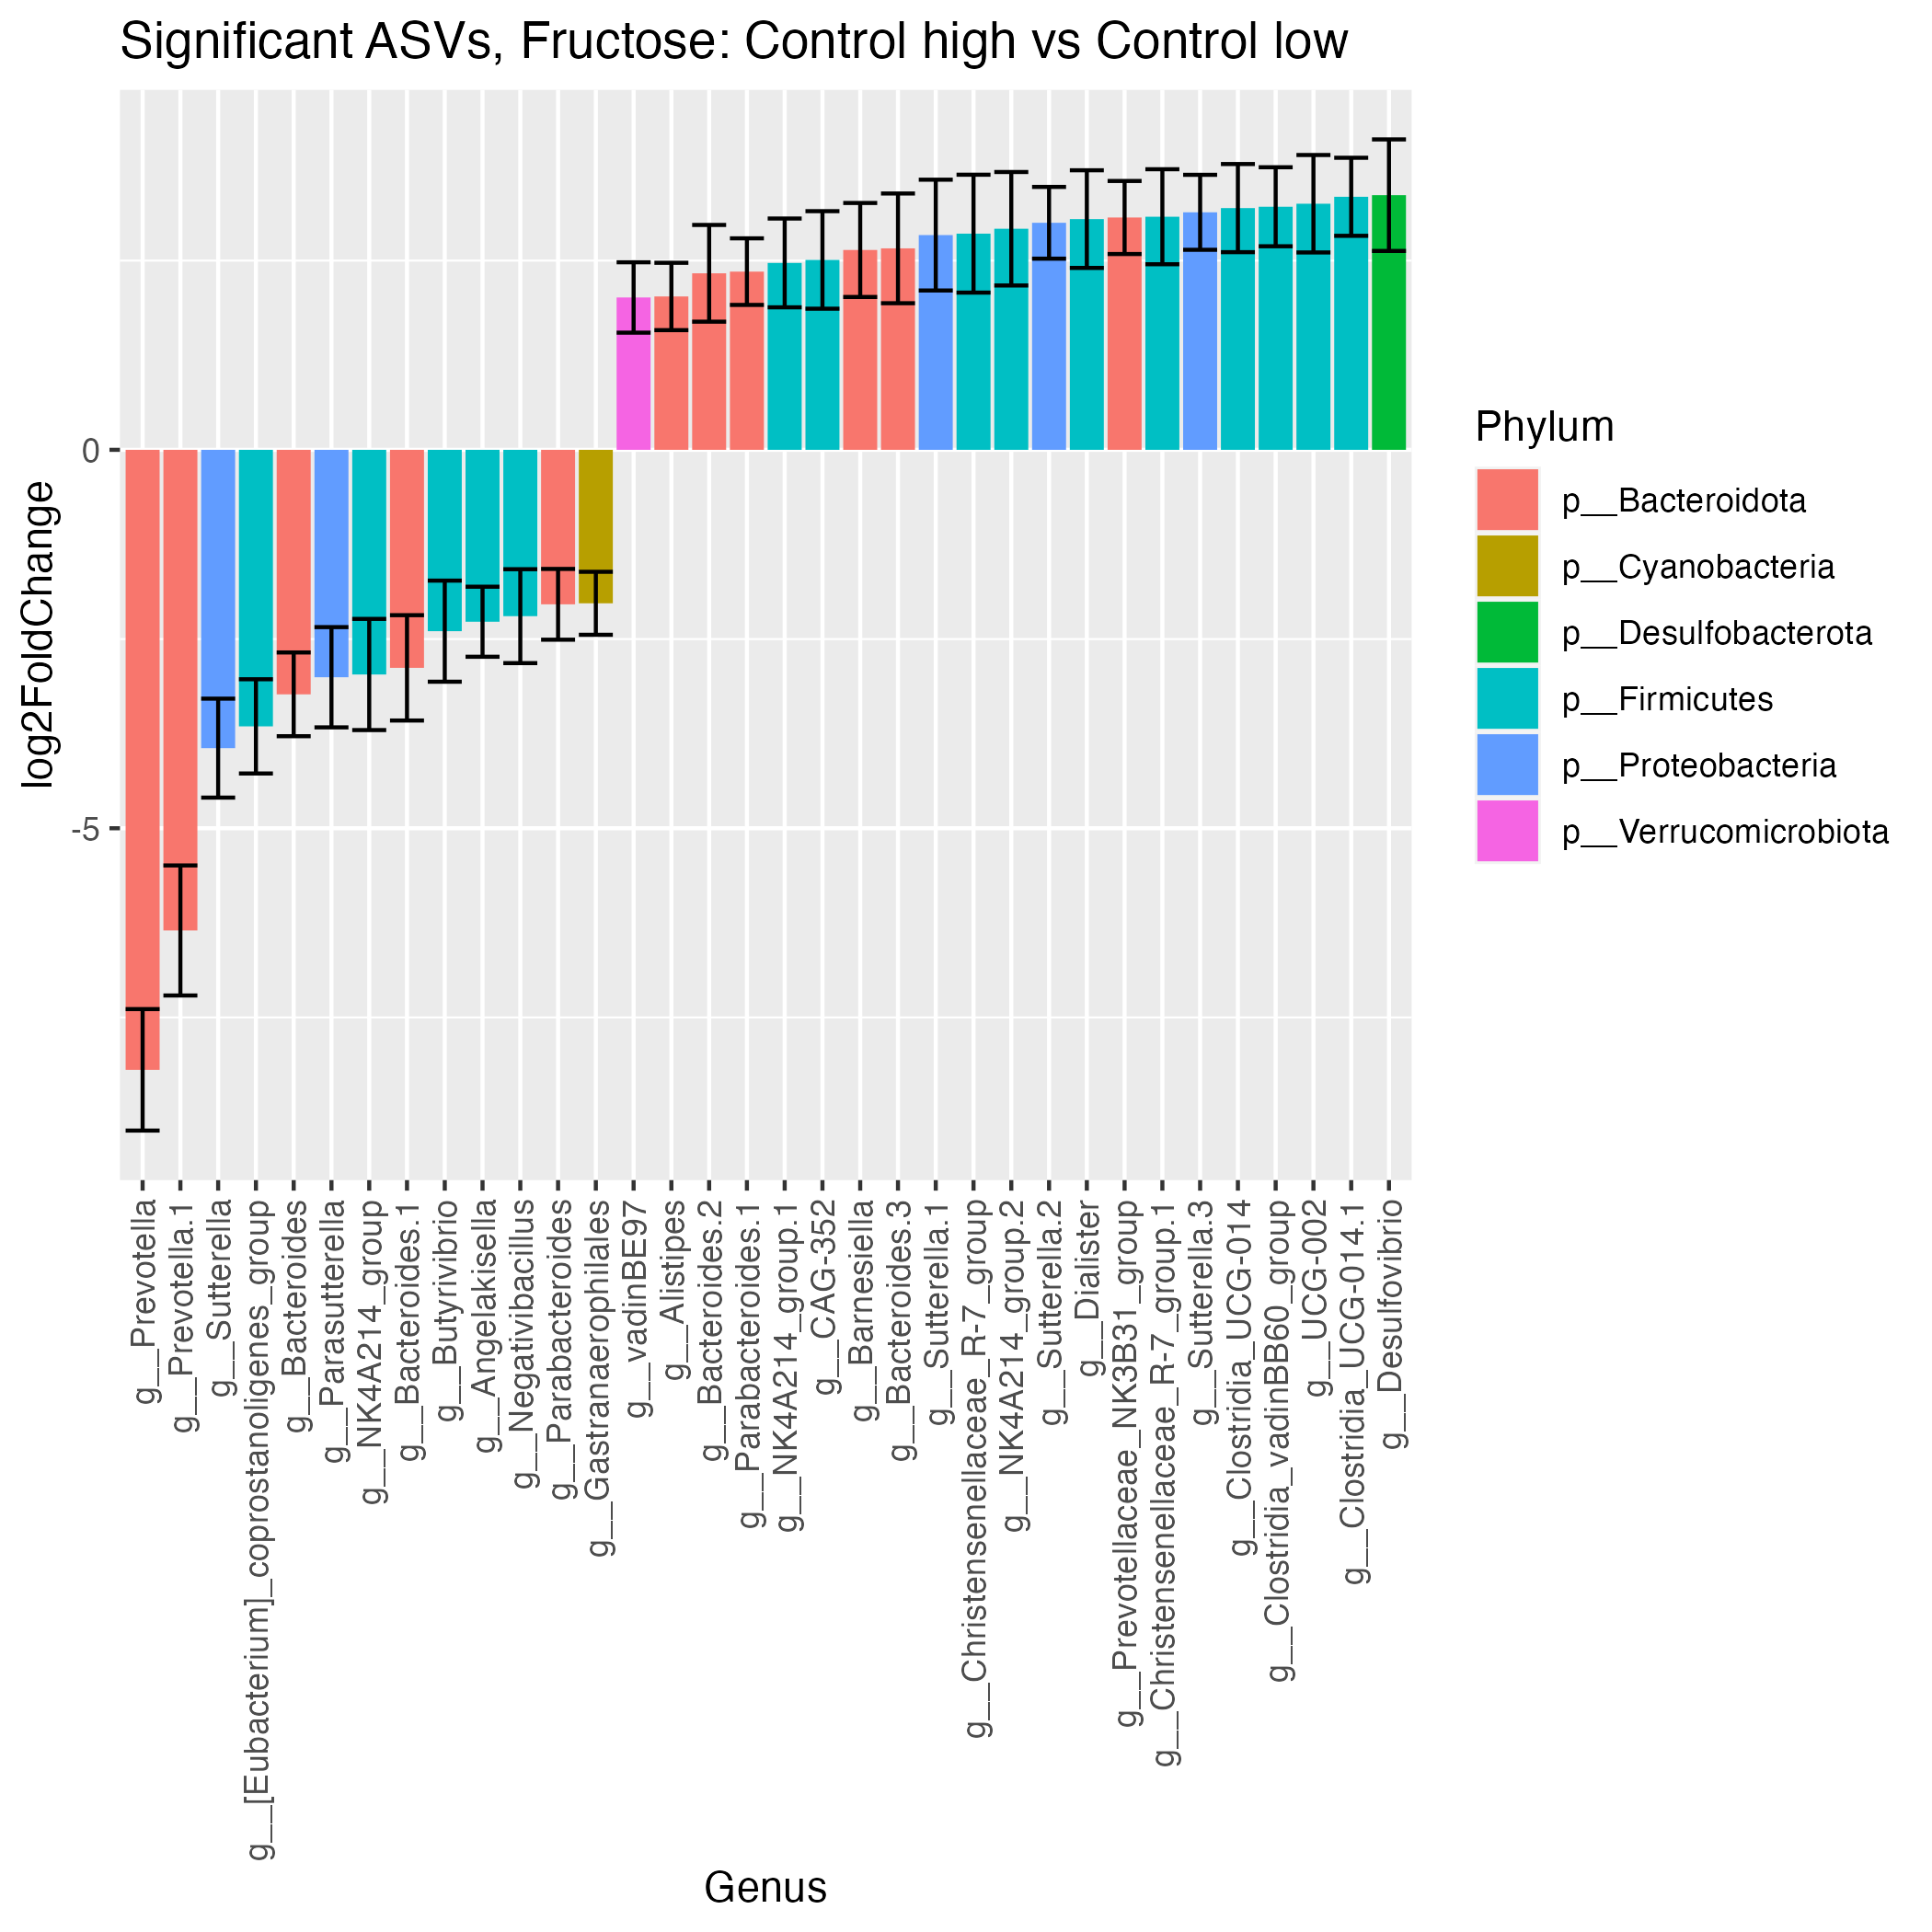 Significant ASVs, Fructose: Control high vs Control low
log2FoldChange
0
-5
g__Prevotella
g__Prevotella.1
g__Sutterella
g__[Eubacterium]_coprostanoligenes_group
g__Bacteroides
g__Parasutterella
g__NK4A214_group
g__Bacteroides.1
g__Butyrivibrio
g__Angelakisella
g__Negativibacillus
g__Parabacteroides
g__Gastranaerophilales
g__vadinBE97
g__Alistipes
g__Bacteroides.2
g__Parabacteroides.1
g__NK4A214_group.1
g__CAG-352
g__Barnesiella
g__Bacteroides.3
g__Sutterella.1
g__Christensenellaceae_R-7_group
g__NK4A214_group.2
g__Sutterella.2
g__Dialister
g__Prevotellaceae_NK3B31_group
g__Christensenellaceae_R-7_group.1
g__Sutterella.3
g__Clostridia_UCG-014
g__Clostridia_vadinBB60_group
g__UCG-002
g__Clostridia_UCG-014.1
g__Desulfovibrio
Genus
Phylum
p__Bacteroidota
p__Cyanobacteria
p__Desulfobacterota
p__Firmicutes
p__Proteobacteria
p__Verrucomicrobiota